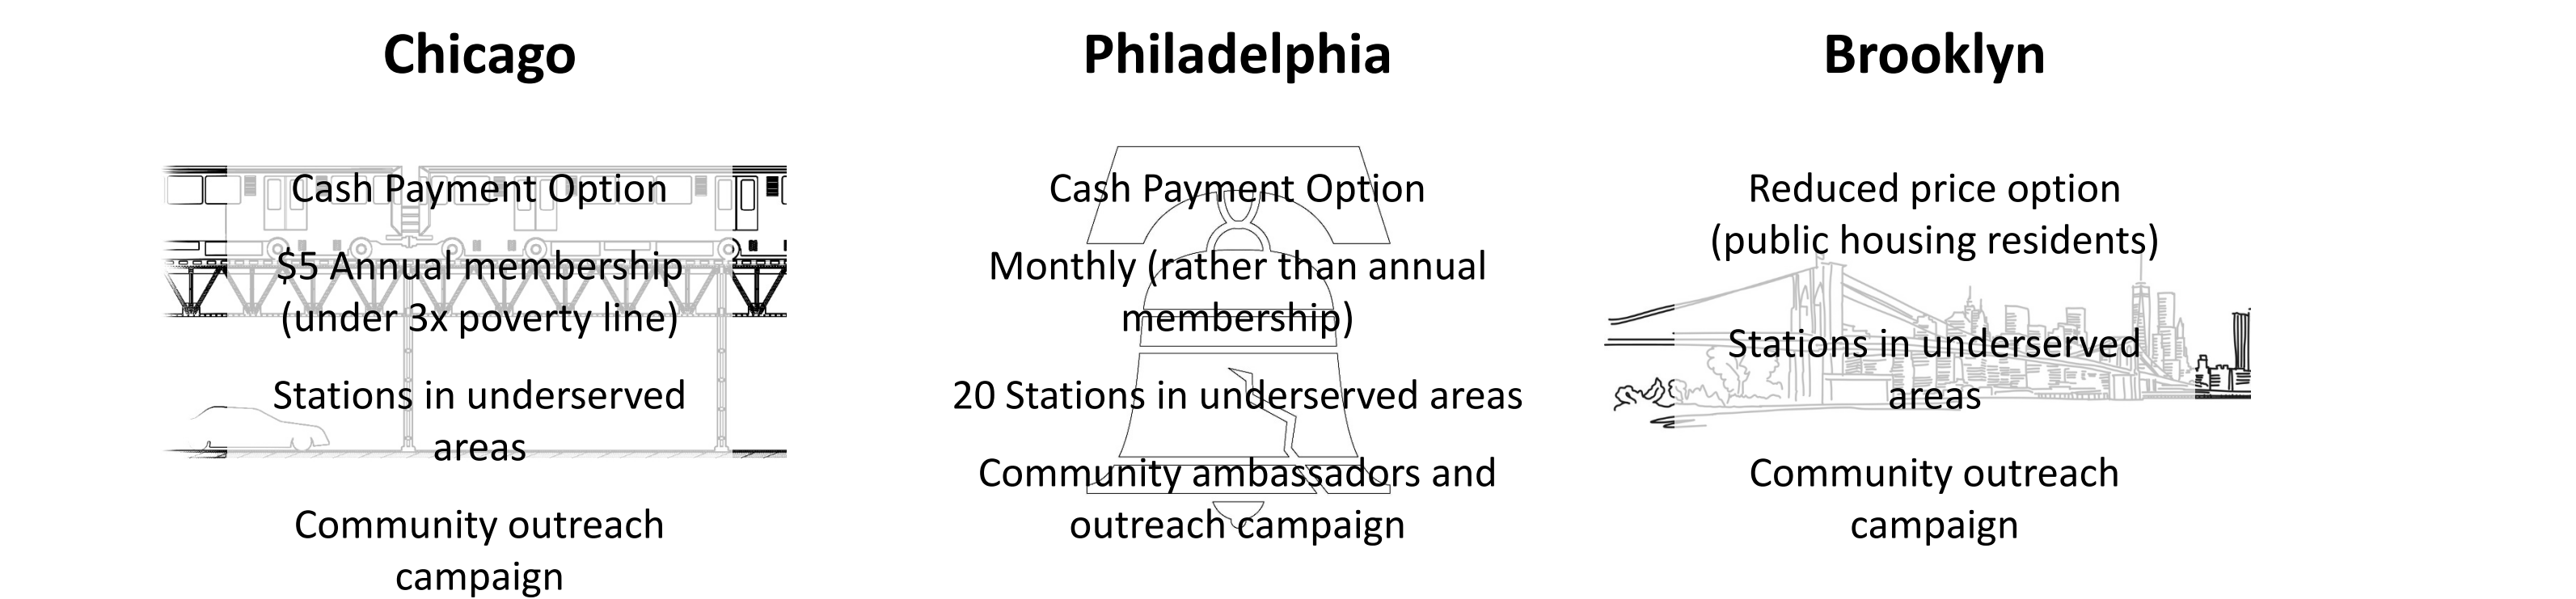 Chicago
Cash Payment Option
$5 Annual membership
(under 3x poverty line)
Stations in underserved
areas
Community outreach
campaign
Philadelphia
Cash Payment Option
Monthly (rather than annual
membership)
20 Stations in underserved areas
Community ambassadors and
outreach campaign
Brooklyn
Reduced price option
(public housing residents)
Stations in underserved
areas
Community outreach
campaign